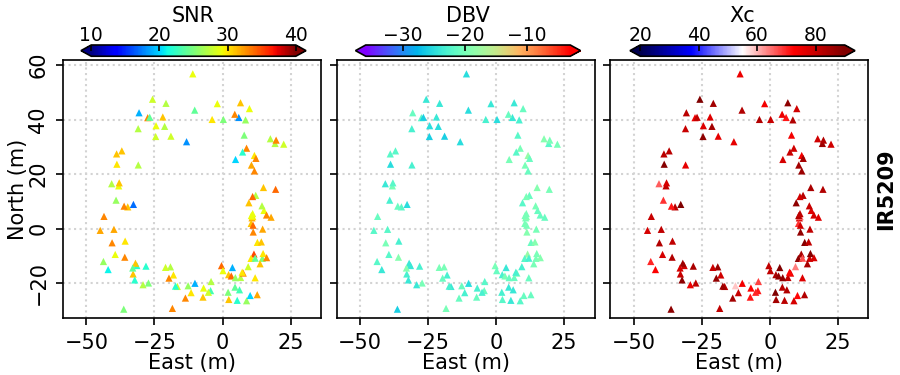 SNR DBV Xc
10 20 30 40 −30 −20 −10 20 40 60 80
60
40
20
0
−20
North (m)
−50 −25 0 25 −50 −25 0 25 −50 −25 0 25
East (m) East (m) East (m)
IR5209